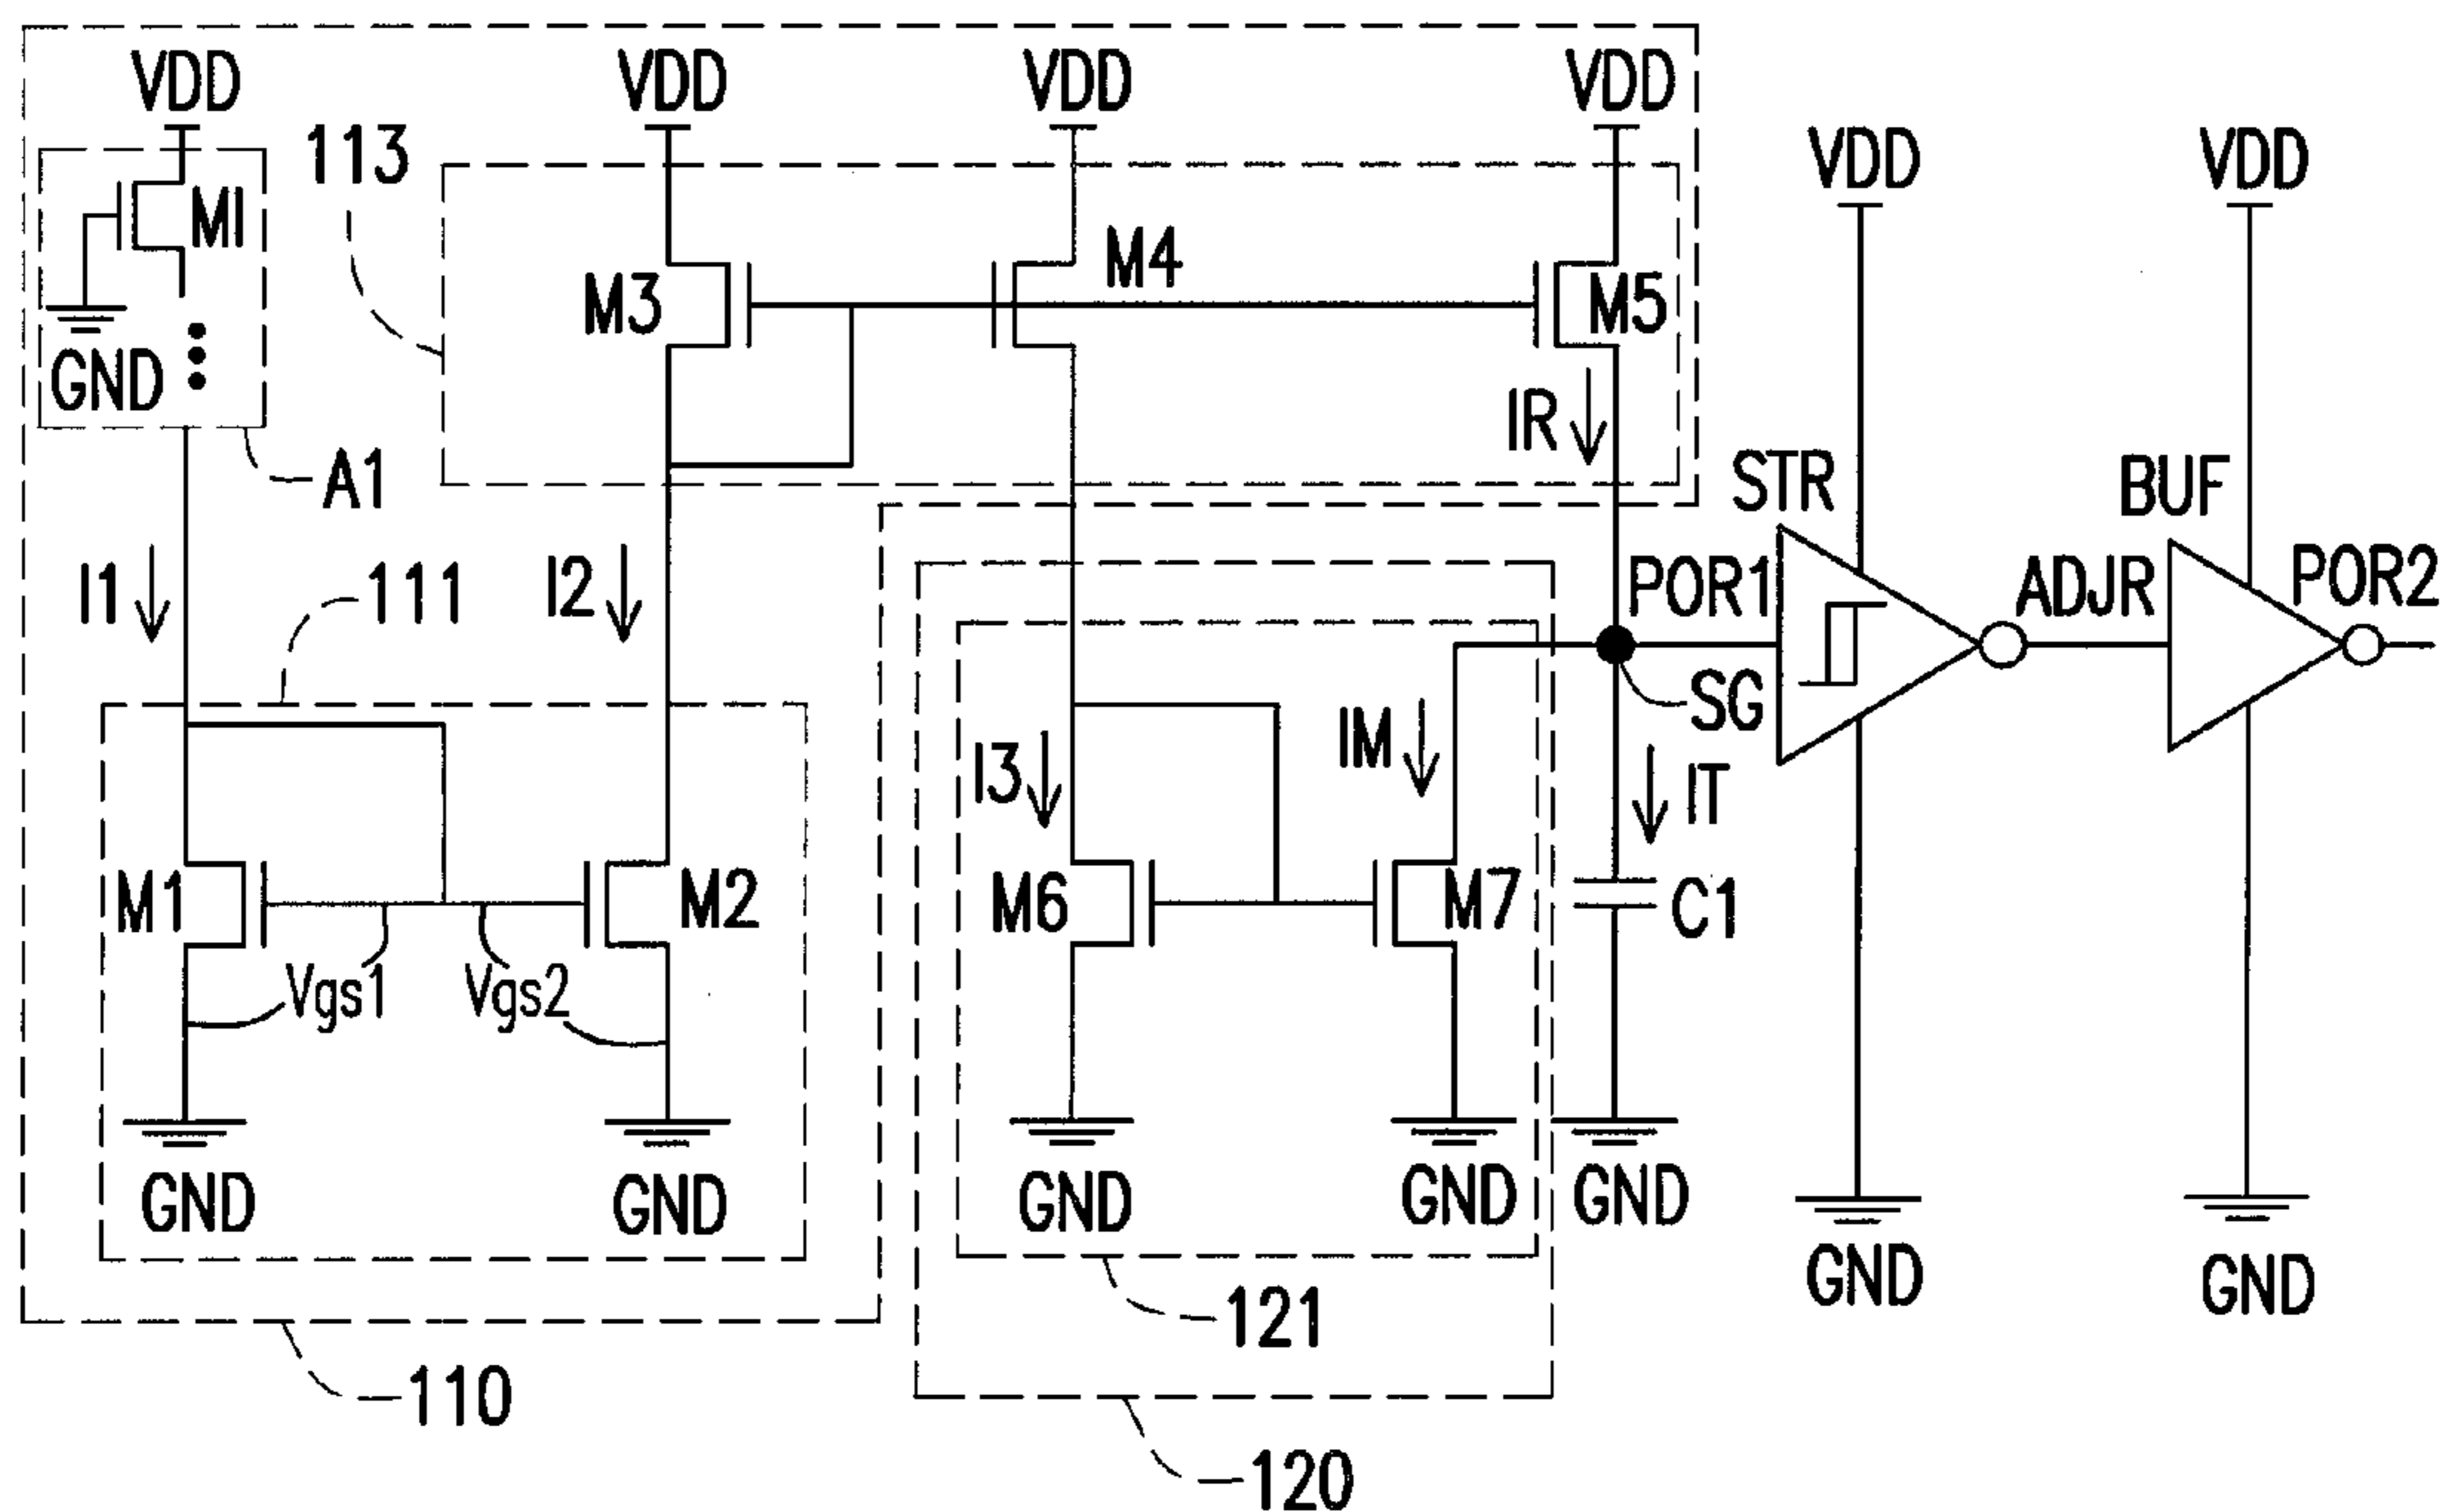 VDD
VDD
VDD
VDD
VDD
VDD
113
MI
M3
M4
M5
GND
IR
A1
STR
BUF
I1
111
I2
POR1
ADJR
POR2
SG
I3
IM
IT
M1
M2
M6
M7
C1
Vgs1
Vgs2
GND
GND
GND
GND
GND
GND
GND
121
110
120